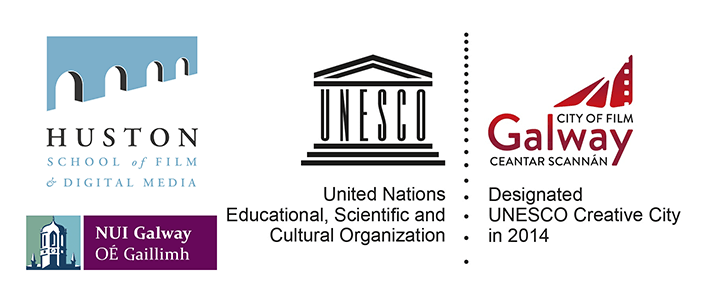 HUSTON
SCHOOL of FILM
& DIGITAL MEDIA
NUI Galway
OÉ Gaillimh
UNESCO
United Nations
Educational, Scientific and
Cultural Organization
CITY OF FILM
Galway
CEANTAR SCANNÁN
Designated
UNESCO Creative City
in 2014